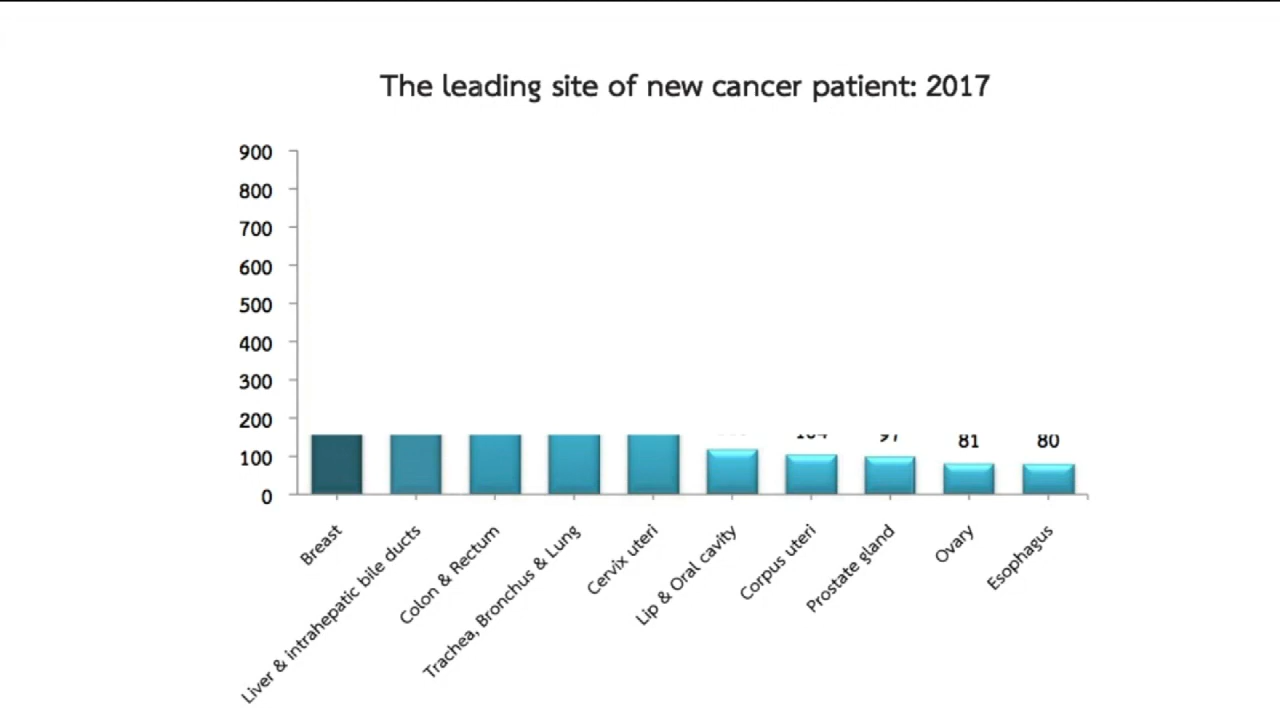 The leading site of new cancer patient: 2017
900
800
700
600
500
400
300
200
100
0
81
80
Breast
Liver & intrahepatic bile ducts
Colon & Rectum
Trachea, Bronchus & Lung
Cervix uteri
Lip & Oral cavity
Corpus uteri
Prostate gland
Ovary
Esophagus